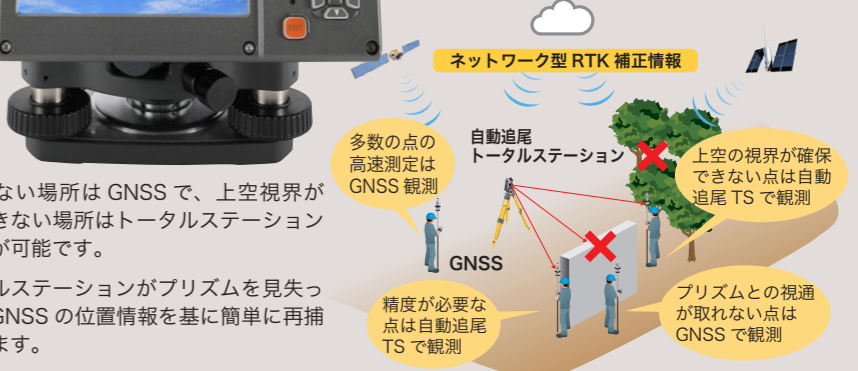 ENT
ネットワーク型 RTK 補正情報
自動追尾
トータルステーション
多数の点の
高速測定は
GNSS 観測
上空の視界が確保
できない点は自動
追尾 TS で観測
GNSS
精度が必要な
点は自動追尾
TS で観測
プリズムとの視通
が取れない点は
GNSS で観測
ない場所は GNSS で、上空視界が
きない場所はトータルステーション
が可能です。
ルステーションがプリズムを見失っ
GNSS の位置情報を基に簡単に再捕
ます。